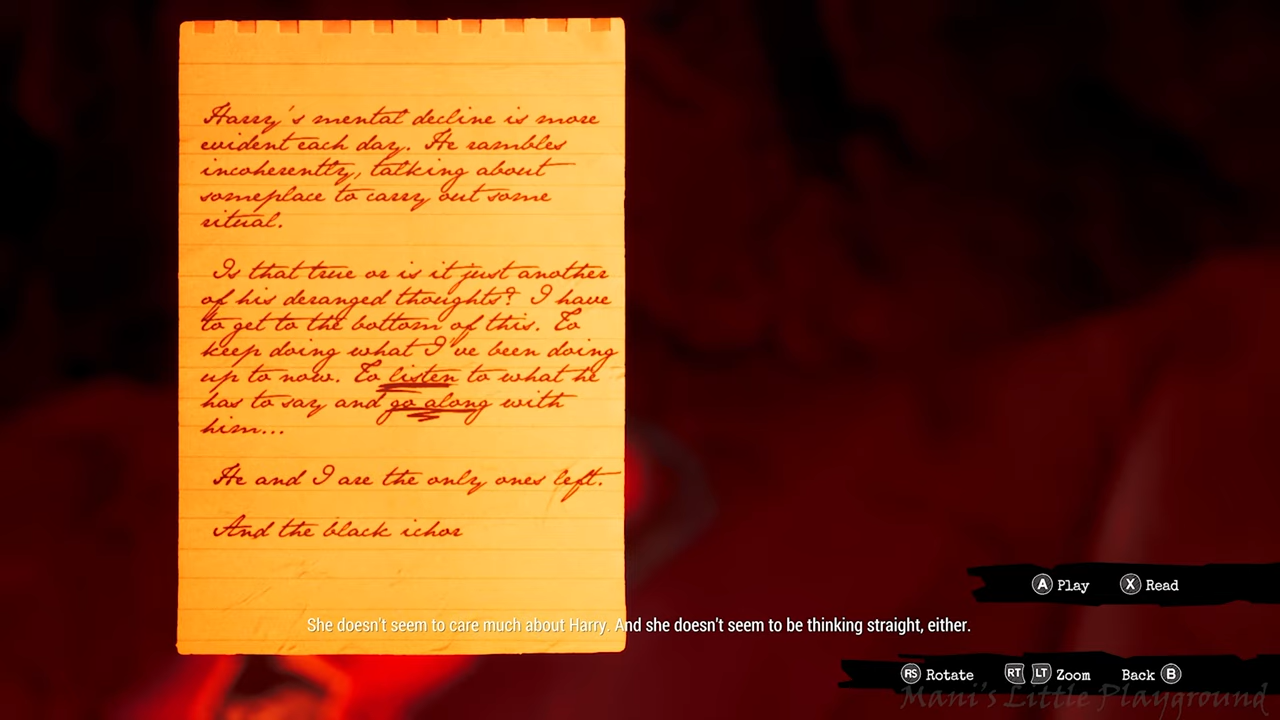 Harry's mental decline is more
evident each day. He rambles
incoherently, talking about
someplace to carry out some
ritual.
Is that true or is it just another
of his deranged thoughts? I have
to get to the bottom of this. To
keep doing what I've been doing
up to now. To listen to what he
has to say and go along with
him...
He and I are the only ones left.
And the black ichor
A Play X Read
She doesn't seem to care much about Harry. And she doesn't seem to be thinking straight, either.
RS Rotate RT LT Zoom Back B
Mani's Little Playground